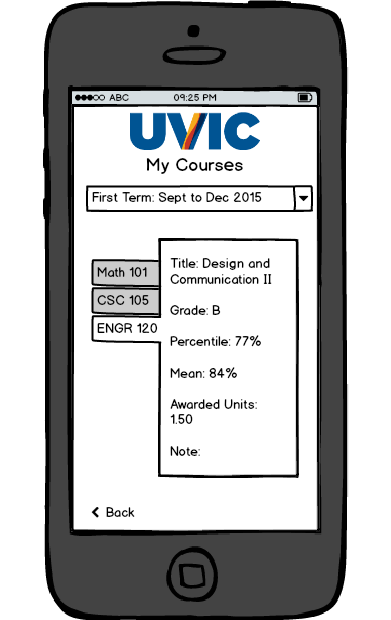 ABC 09:25 PM
UVIC
My Courses
First Term: Sept to Dec 2015
Math 101
CSC 105
ENGR 120
Title: Design and
Communication II
Grade: B
Percentile: 77%
Mean: 84%
Awarded Units:
1.50
Note:
Back